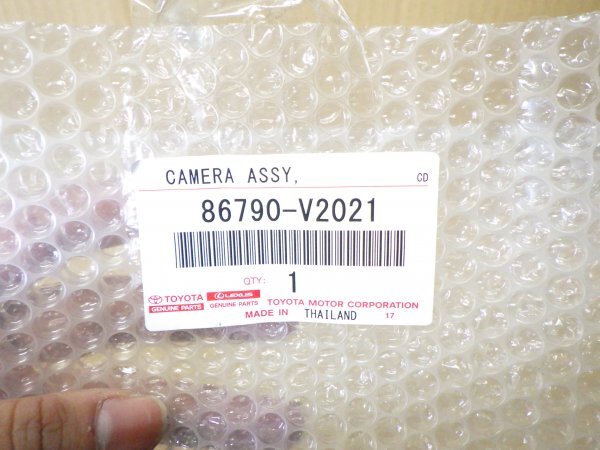 CAMERA ASSY,
CD
86790-V2021
QTY: 1
TOYOTA LEXUS
GENUINE PARTS GENUINE PARTS TOYOTA MOTOR CORPORATION
MADE IN THAILAND 17